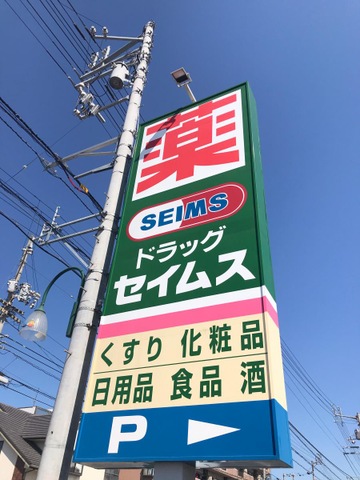 薬
SEIMS
ドラッグ
セイムス
くすり 化粧品
日用品 食品 酒
P